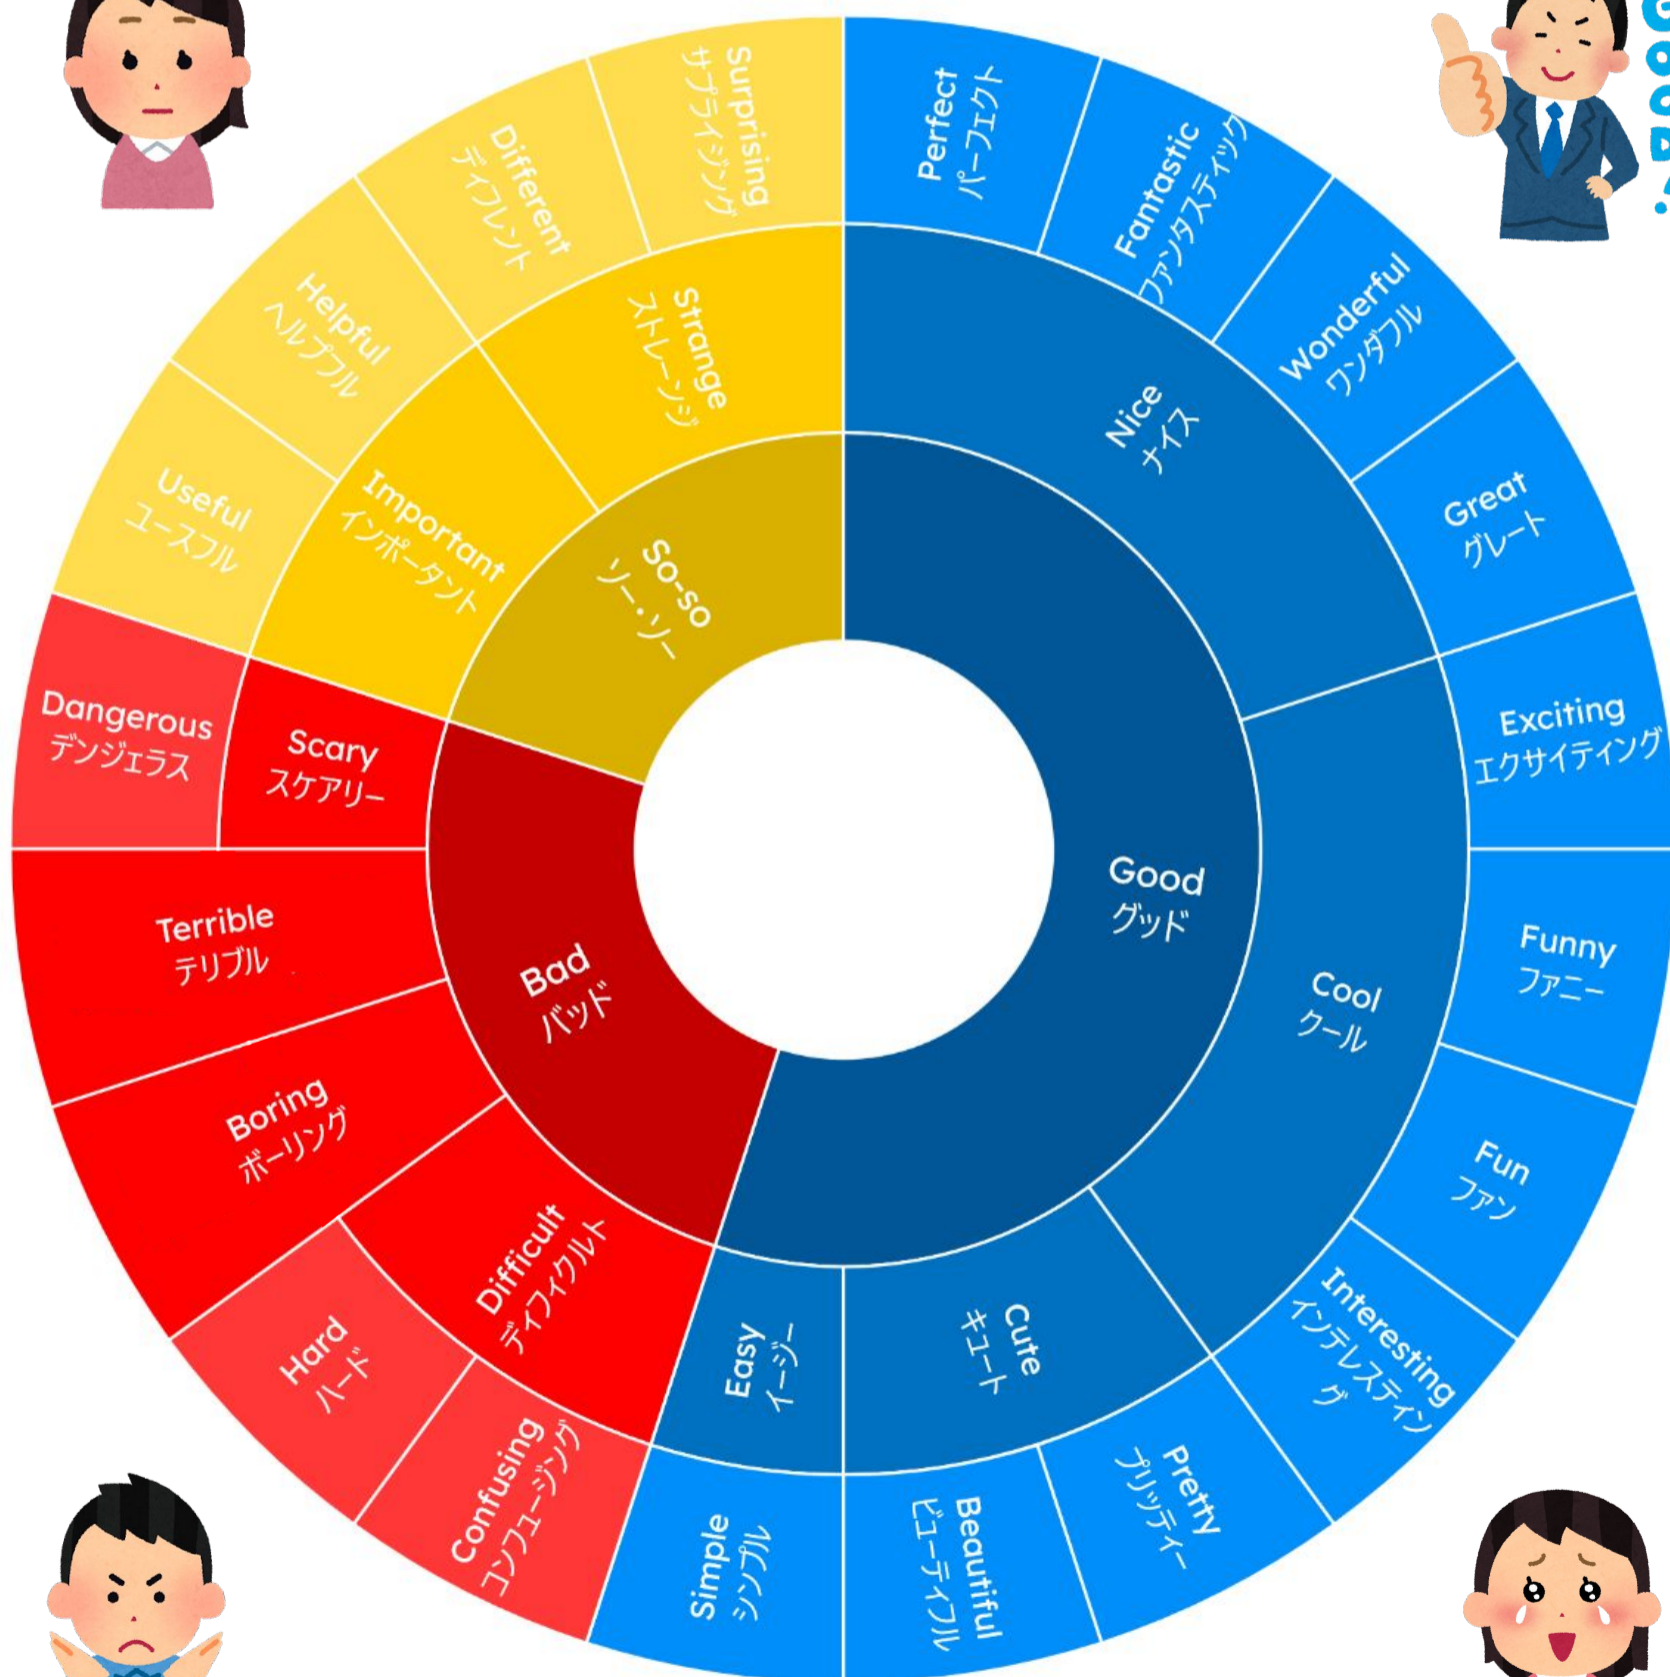 Perfect
パーフェクト
Fantastic
ファンタスティック
Wonderful
ワンダフル
Great
グレート
Exciting
エクサイティング
Funny
ファニー
Fun
ファン
Interesting
インテレスティン
グ
Pretty
プリッティー
Beautiful
ビューティフル
Simple
シンプル
Confusing
コンフュージング
Hard
ハード
Boring
ボーリング
Terrible
テリブル
Dangerous
デンジェラス
Useful
ユースフル
Helpful
ヘルプフル
Different
ディフレント
Surprising
サプライジング
Nice
ナイス
Cool
クール
Cute
キュート
Easy
イージー
Difficult
ディフィクルト
Scary
スケアリー
Important
インポータント
Strange
ストレーンジ
Good
グッド
Bad
バッド
So-so
ソー・ソー